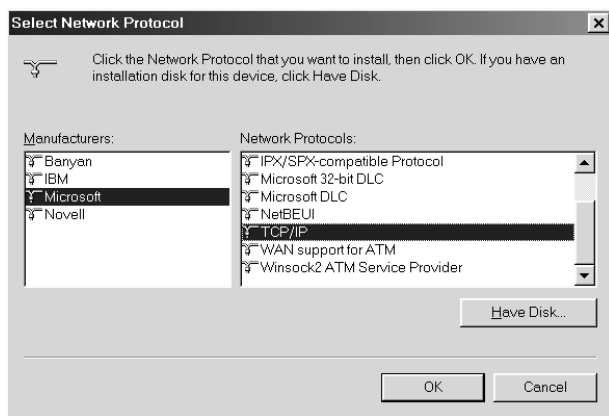 Select Network Protocol
Click the Network Protocol that you want to install, then click OK. If you have an
installation disk for this device, click Have Disk.
Manufacturers:
Banyan
IBM
Microsoft
Novell
Network Protocols:
IPX/SPX-compatible Protocol
Microsoft 32-bit DLC
Microsoft DLC
NetBEUI
TCP/IP
WAN support for ATM
Winsock2 ATM Service Provider
Have Disk...
OK
Cancel